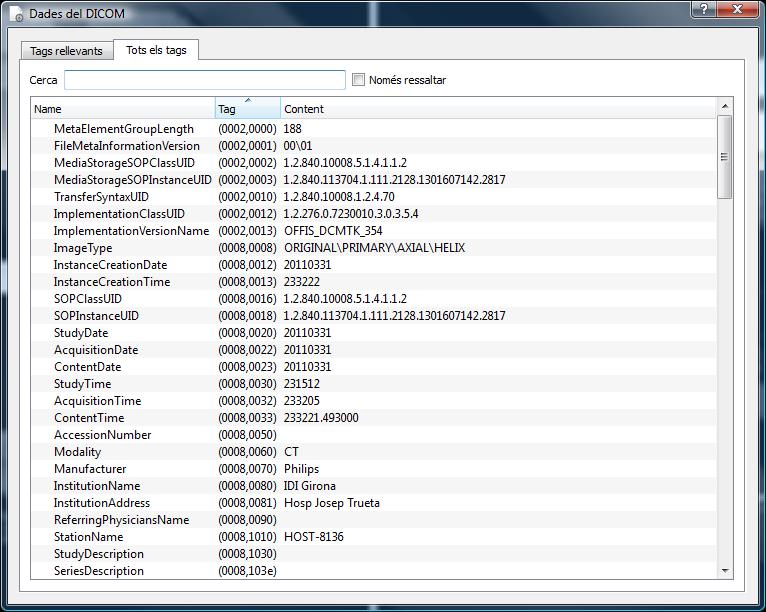 Dades del DICOM
Tags rellevants Tots els tags
Cerca Només ressaltar
Name Tag Content
MetaElementGroupLength (0002,0000) 188
FileMetaInformationVersion (0002,0001) 00\01
MediaStorageSOPClassUID (0002,0002) 1.2.840.10008.5.1.4.1.1.2
MediaStorageSOPInstanceUID (0002,0003) 1.2.840.113704.1.111.2128.1301607142.2817
TransferSyntaxUID (0002,0010) 1.2.840.10008.1.2.4.70
ImplementationClassUID (0002,0012) 1.2.276.0.7230010.3.0.3.5.4
ImplementationVersionName (0002,0013) OFFIS_DCMTK_354
ImageType (0008,0008) ORIGINAL\PRIMARY\AXIAL\HELIX
InstanceCreationDate (0008,0012) 20110331
InstanceCreationTime (0008,0013) 233222
SOPClassUID (0008,0016) 1.2.840.10008.5.1.4.1.1.2
SOPInstanceUID (0008,0018) 1.2.840.113704.1.111.2128.1301607142.2817
StudyDate (0008,0020) 20110331
AcquisitionDate (0008,0022) 20110331
ContentDate (0008,0023) 20110331
StudyTime (0008,0030) 231512
AcquisitionTime (0008,0032) 233205
ContentTime (0008,0033) 233221.493000
AccessionNumber (0008,0050)
Modality (0008,0060) CT
Manufacturer (0008,0070) Philips
InstitutionName (0008,0080) IDI Girona
InstitutionAddress (0008,0081) Hosp Josep Trueta
ReferringPhysiciansName (0008,0090)
StationName (0008,1010) HOST-8136
StudyDescription (0008,1030)
SeriesDescription (0008,103e)